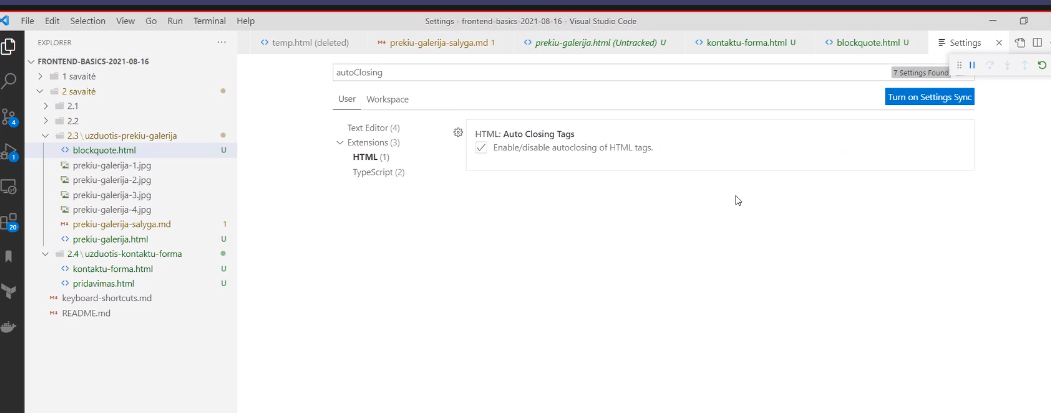 File Edit Selection View Go Run Terminal Help
Settings - frontend-basics-2021-08-16 - Visual Studio Code
EXPLORER
temp.html (deleted)
prekiu-galerija-salyga.md 1
prekiu-galerija.html (Untracked) U
kontaktu-forma.html U
blockquote.html U
Settings
FRONTEND-BASICS-2021-08-16
1 savaitė
2 savaitė
2.1
2.2
2.3 \ uzduotis-prekiu-galerija
blockquote.html U
prekiu-galerija-1.jpg
prekiu-galerija-2.jpg
prekiu-galerija-3.jpg
prekiu-galerija-4.jpg
prekiu-galerija-salyga.md 1
prekiu-galerija.html U
2.4 \ uzduotis-kontaktu-forma
kontaktu-forma.html U
pridavimas.html U
keyboard-shortcuts.md
README.md
4
1
20
autoClosing
7 Settings Found
User Workspace
Turn on Settings Sync
Text Editor (4)
Extensions (3)
HTML (1)
TypeScript (2)
HTML: Auto Closing Tags
Enable/disable autoclosing of HTML tags.